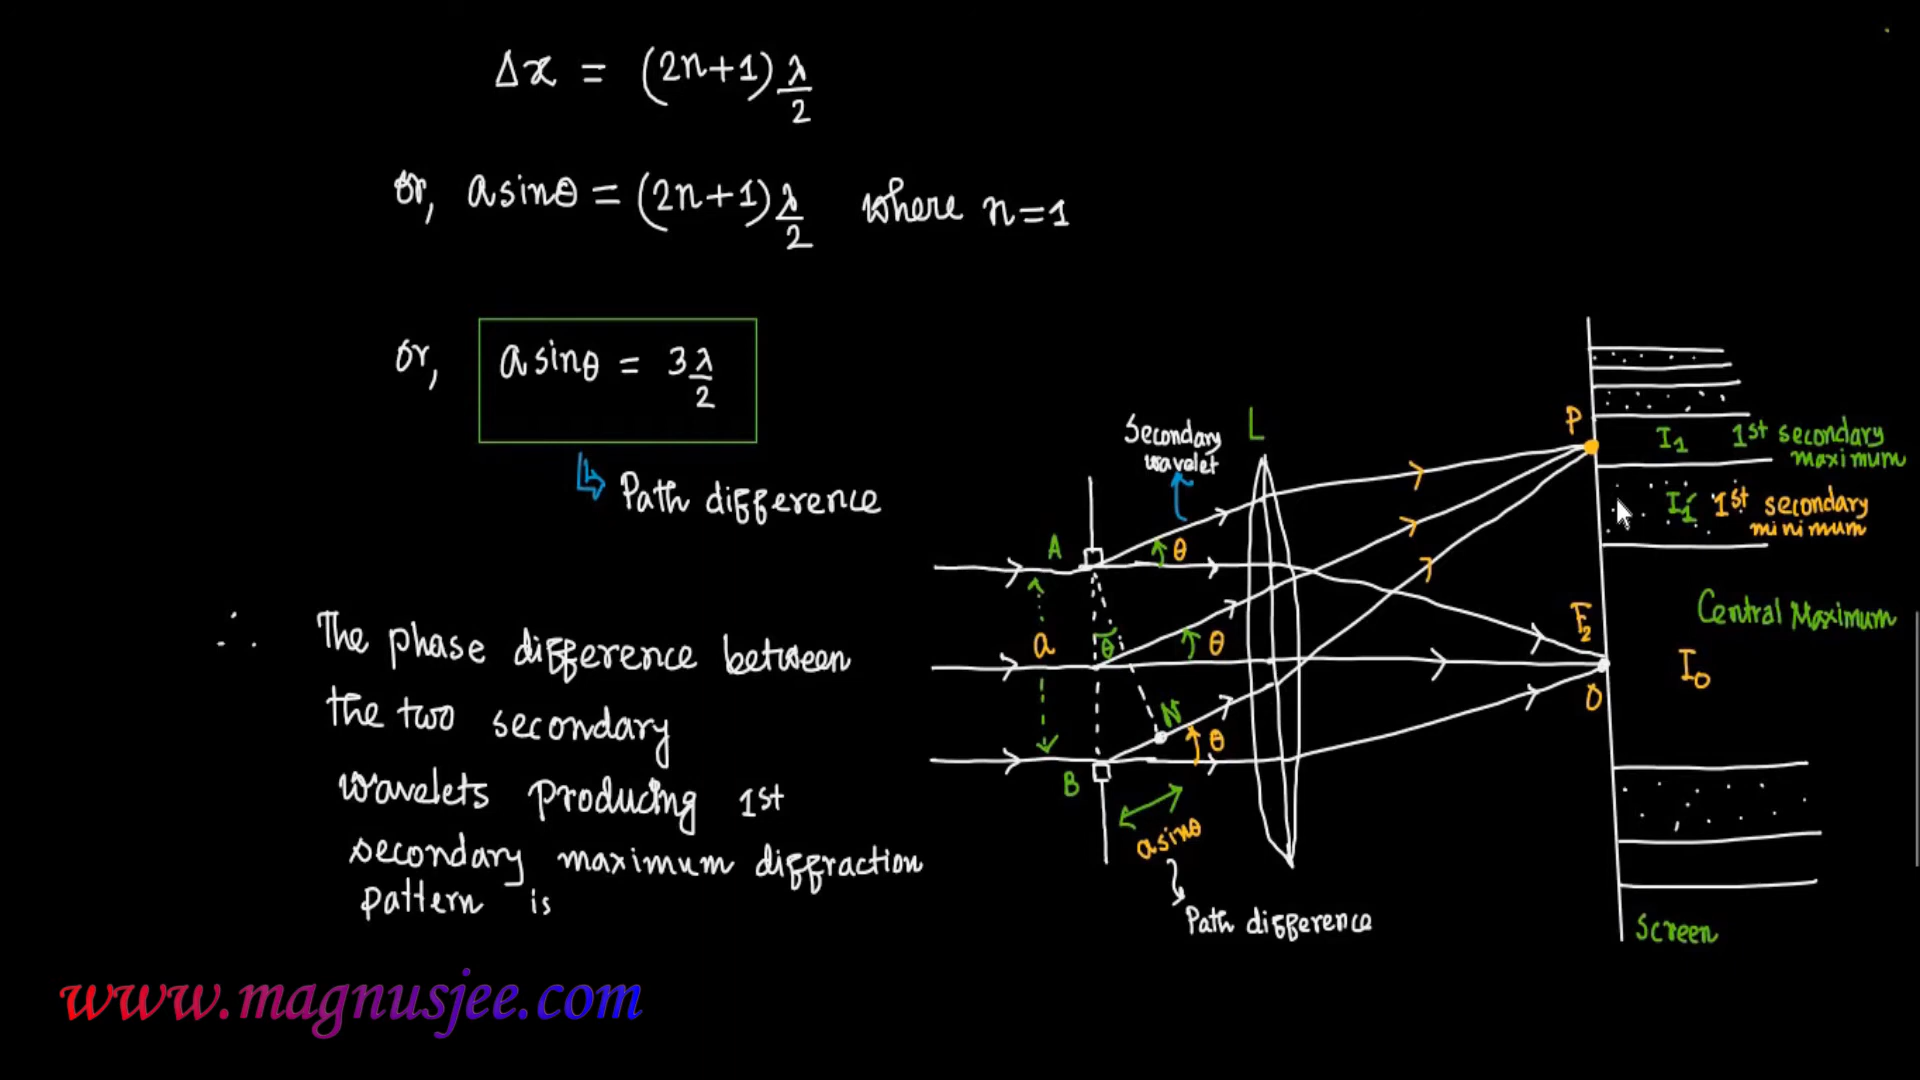 Δx = (2n+1) λ/2
or, a sinθ = (2n+1) λ/2 where n=1
or, a sinθ = 3 λ/2
Path difference
∴ The phase difference between
the two secondary
wavelets producing 1st
secondary maximum diffraction
pattern is
Secondary
wavelet
L
P
I₁ 1st secondary
maximum
I₁' 1st secondary
minimum
A
θ
a
θ
θ
F₂
Central Maximum
I₀
O
N
θ
B
a sinθ
Path difference
Screen
www.magnusjee.com